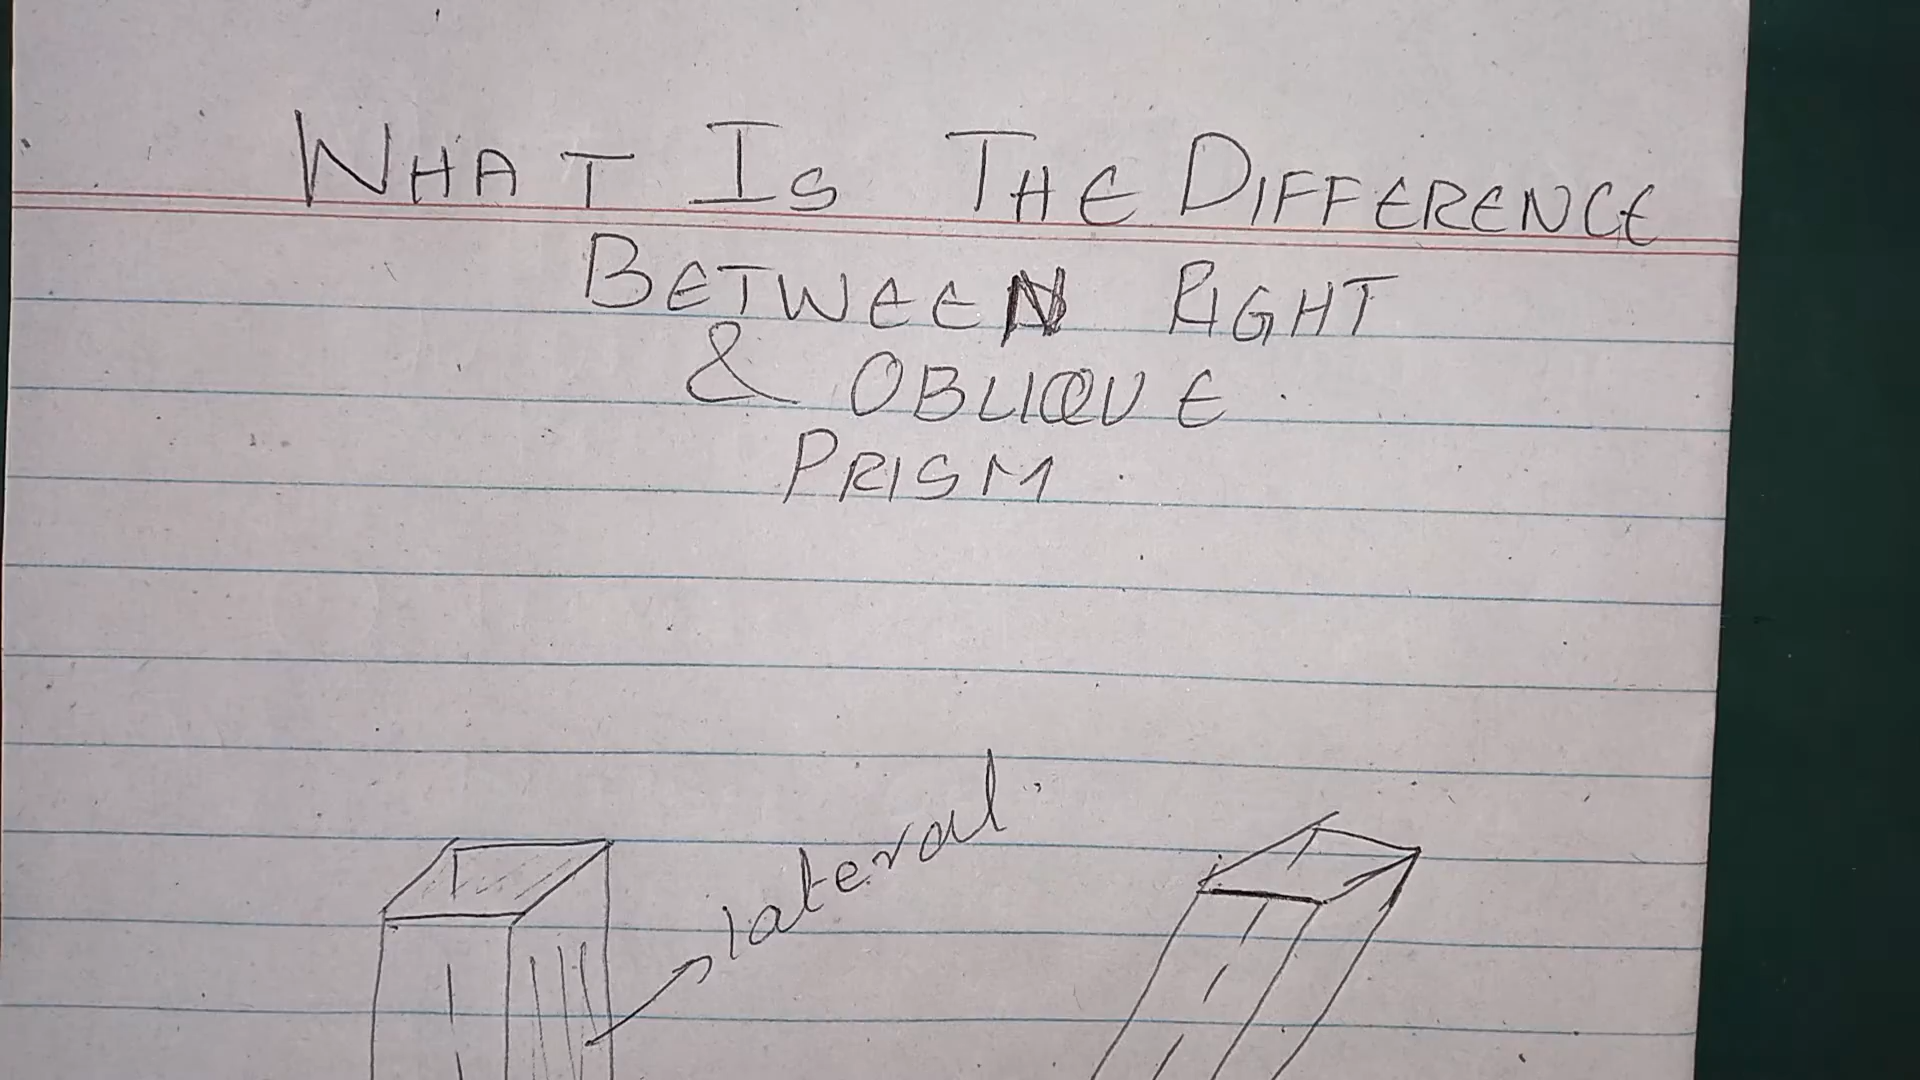 WHAT IS THE DIFFERENCE
BETWEEN RIGHT
& OBLIQUE
PRISM
lateral